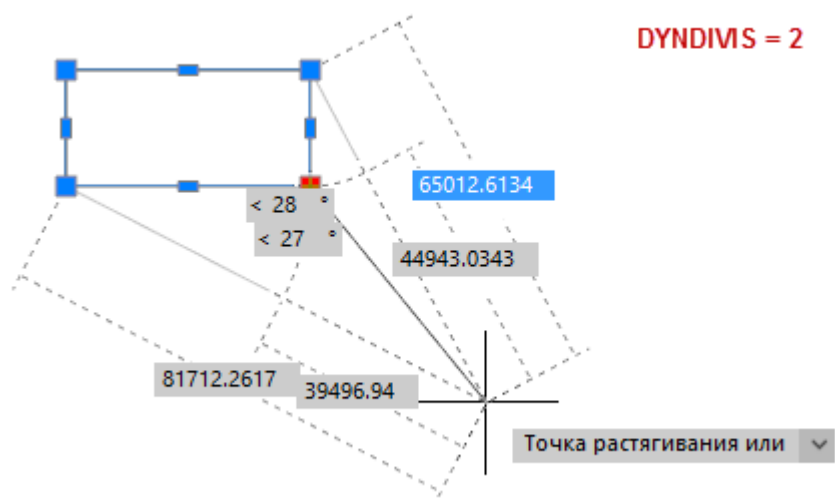 DYNDIVIS = 2
65012.6134
< 28 °
< 27 °
44943.0343
81712.2617
39496.94
Точка растягивания или